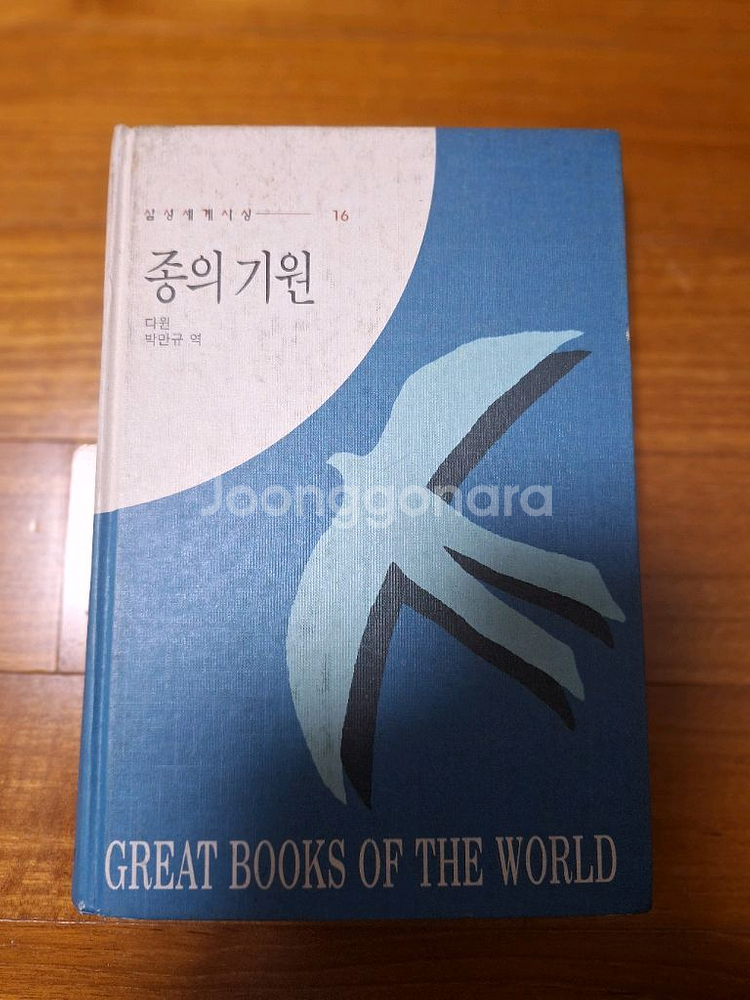 삼성세계사상 16
종의 기원
다윈
박만규 역
Joonggonara
GREAT BOOKS OF THE WORLD